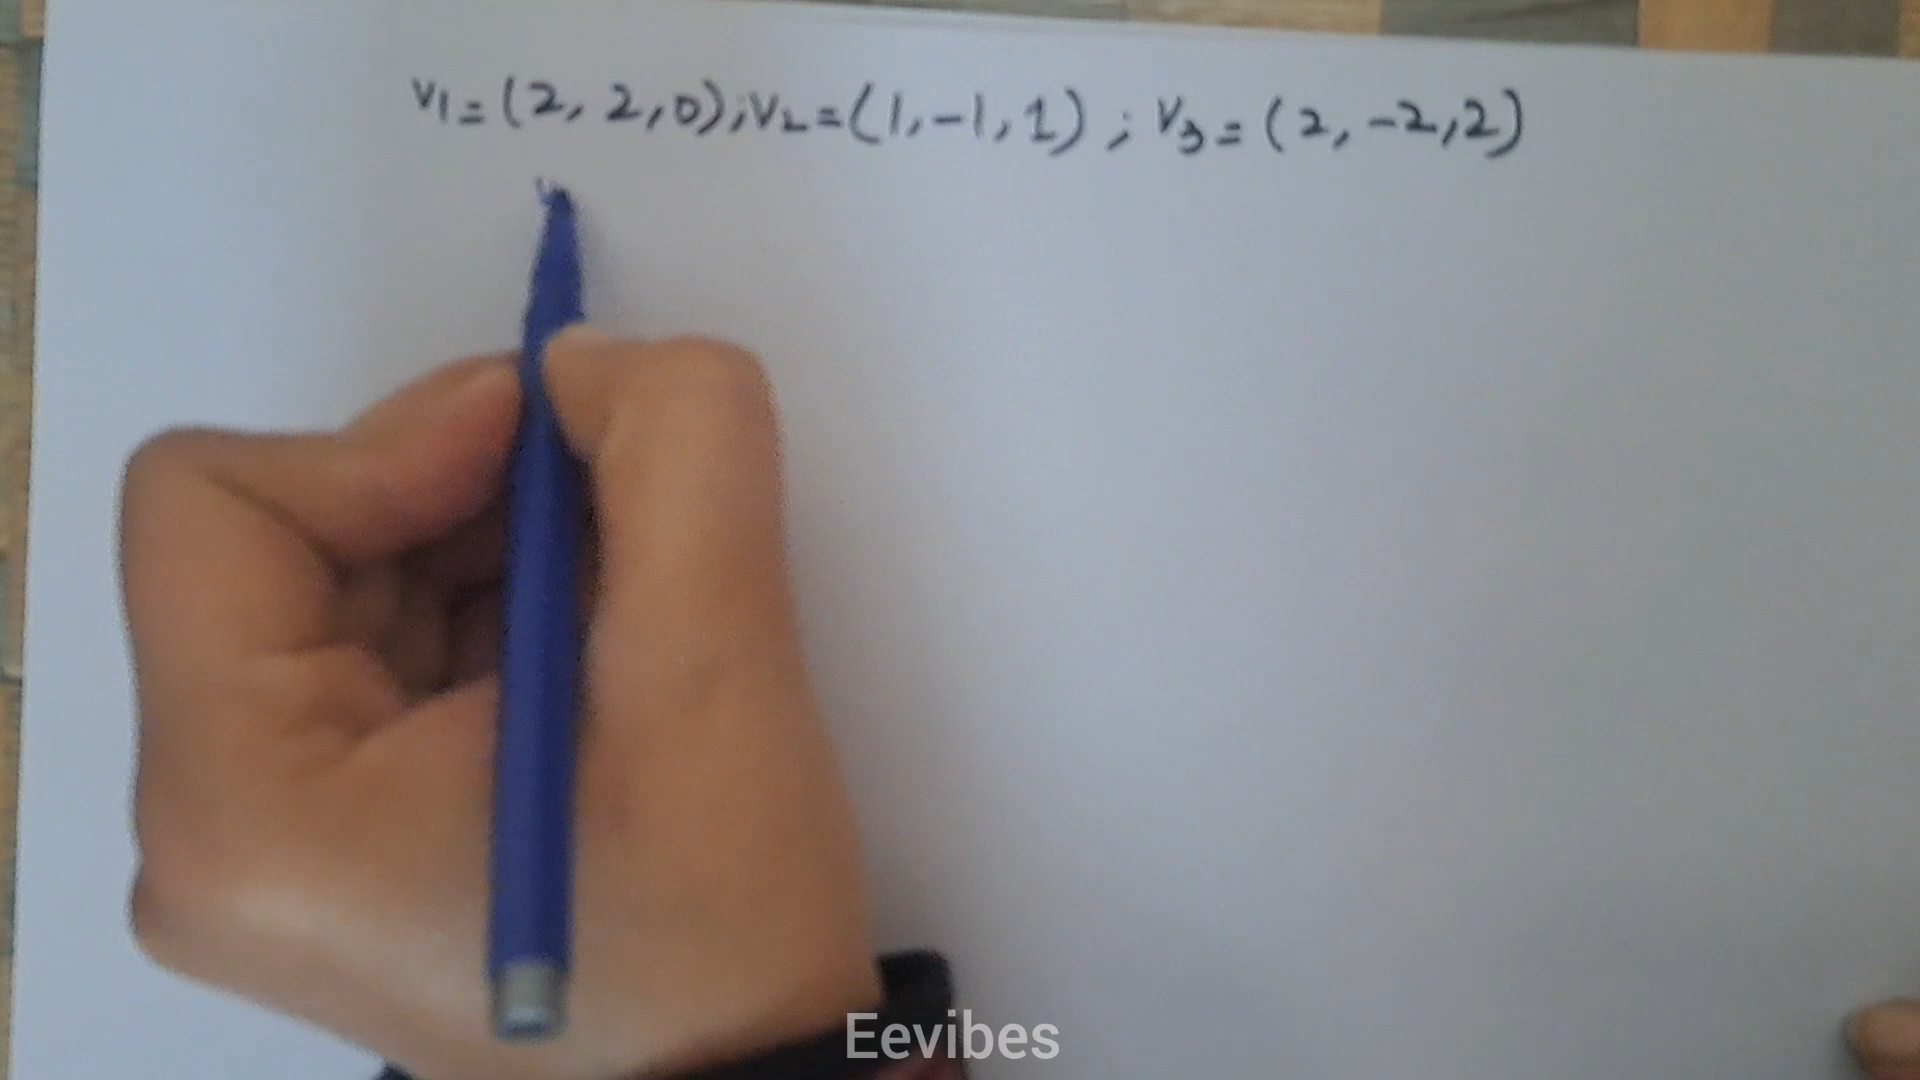 v1=(2, 2,0);v2=(1,-1,1) ; v3=(2,-2,2)
Eevibes